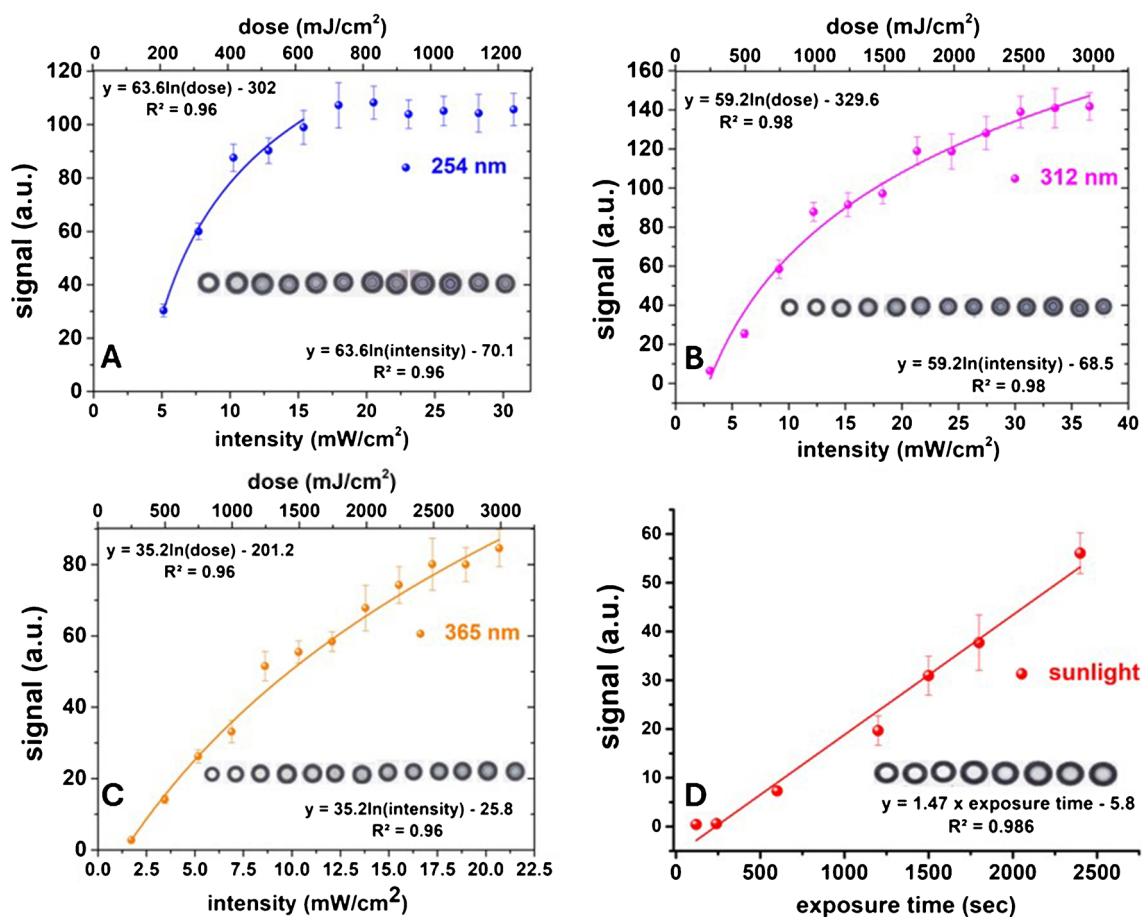 dose (mJ/cm²)
0 200 400 600 800 1000 1200
y = 63.6ln(dose) - 302
R² = 0.96
254 nm
signal (a.u.)
120
100
80
60
40
20
0
A
y = 63.6ln(intensity) - 70.1
R² = 0.96
0 5 10 15 20 25 30
intensity (mW/cm²)
dose (mJ/cm²)
0 500 1000 1500 2000 2500 3000
y = 59.2ln(dose) - 329.6
R² = 0.98
312 nm
signal (a.u.)
160
140
120
100
80
60
40
20
0
B
y = 59.2ln(intensity) - 68.5
R² = 0.98
0 5 10 15 20 25 30 35 40
intensity (mW/cm²)
dose (mJ/cm²)
0 250 500 750 1000 1250 1500 1750 2000 2250 2500 2750 3000
y = 35.2ln(dose) - 201.2
R² = 0.96
365 nm
signal (a.u.)
80
60
40
20
0
C
y = 35.2ln(intensity) - 25.8
R² = 0.96
0.0 2.5 5.0 7.5 10.0 12.5 15.0 17.5 20.0 22.5
intensity (mW/cm²)
signal (a.u.)
60
50
40
30
20
10
0
sunlight
D
y = 1.47 x exposure time - 5.8
R² = 0.986
0 500 1000 1500 2000 2500
exposure time (sec)